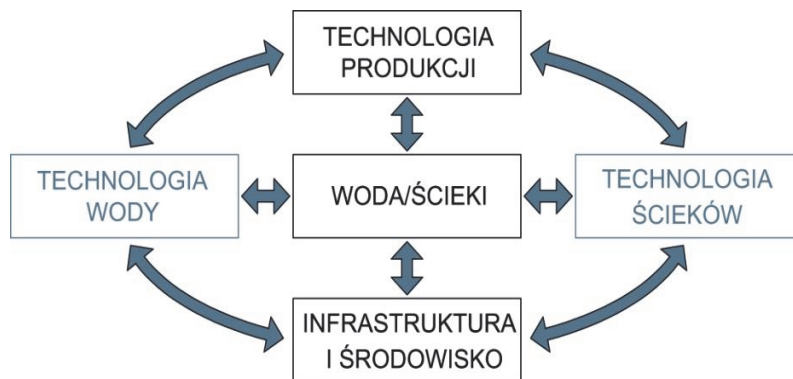 TECHNOLOGIA
PRODUKCJI
TECHNOLOGIA
WODY
WODA/ŚCIEKI
TECHNOLOGIA
ŚCIEKÓW
INFRASTRUKTURA
I ŚRODOWISKO